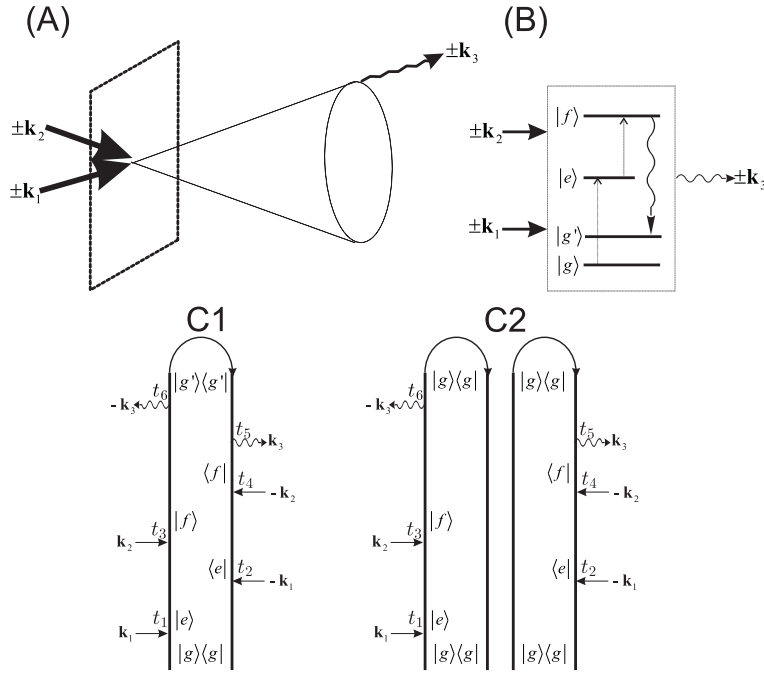 (A)
±k₃
±k₂
±k₁
(B)
|f⟩
±k₂
|e⟩
±k₃
±k₁
|g'⟩
|g⟩
C1
|g'⟩⟨g'|
t₆
-k₃
t₅
k₃
⟨f|
t₄
-k₂
|f⟩
t₃
k₂
⟨e|
t₂
-k₁
t₁
|e⟩
k₁
|g⟩⟨g|
C2
|g⟩⟨g|
|g⟩⟨g|
t₆
-k₃
t₅
k₃
⟨f|
t₄
-k₂
|f⟩
t₃
k₂
⟨e|
t₂
-k₁
t₁
|e⟩
k₁
|g⟩⟨g|
|g⟩⟨g|